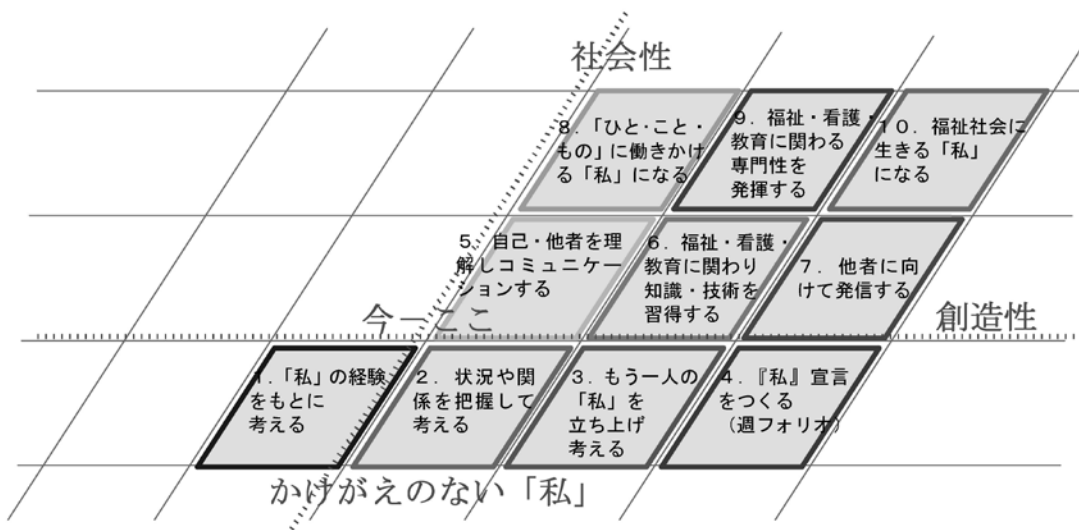 社会性
8．「ひと･こと・
もの」に働きかけ
る「私」になる
9．福祉・看護・
教育に関わる
専門性を
発揮する
10．福祉社会に
生きる「私」
になる
5．自己・他者を理
解しコミュニケー
ションする
6．福祉・看護・
教育に関わり
知識・技術を
習得する
7．他者に向
けて発信する
今―ここ
創造性
1．「私」の経験
をもとに
考える
2．状況や関
係を把握して
考える
3．もう一人の
「私」を
立ち上げ
考える
4．『私』宣言
をつくる
（週フォリオ）
かけがえのない「私」